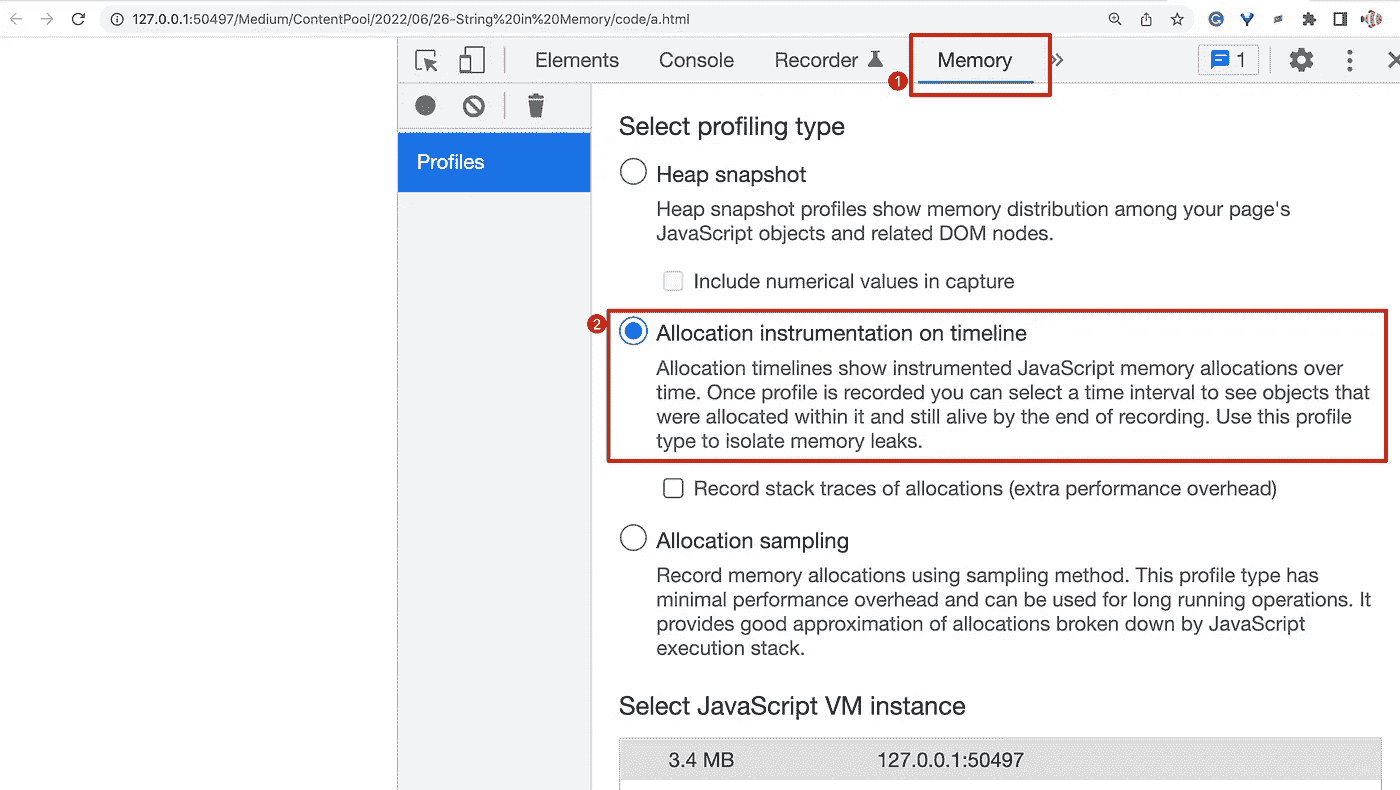 127.0.0.1:50497/Medium/ContentPool/2022/06/26-String%20in%20Memory/code/a.html
Elements Console Recorder Memory 1
1
Profiles
Select profiling type
Heap snapshot
Heap snapshot profiles show memory distribution among your page's
JavaScript objects and related DOM nodes.
Include numerical values in capture
2
Allocation instrumentation on timeline
Allocation timelines show instrumented JavaScript memory allocations over
time. Once profile is recorded you can select a time interval to see objects that
were allocated within it and still alive by the end of recording. Use this profile
type to isolate memory leaks.
Record stack traces of allocations (extra performance overhead)
Allocation sampling
Record memory allocations using sampling method. This profile type has
minimal performance overhead and can be used for long running operations. It
provides good approximation of allocations broken down by JavaScript
execution stack.
Select JavaScript VM instance
3.4 MB 127.0.0.1:50497